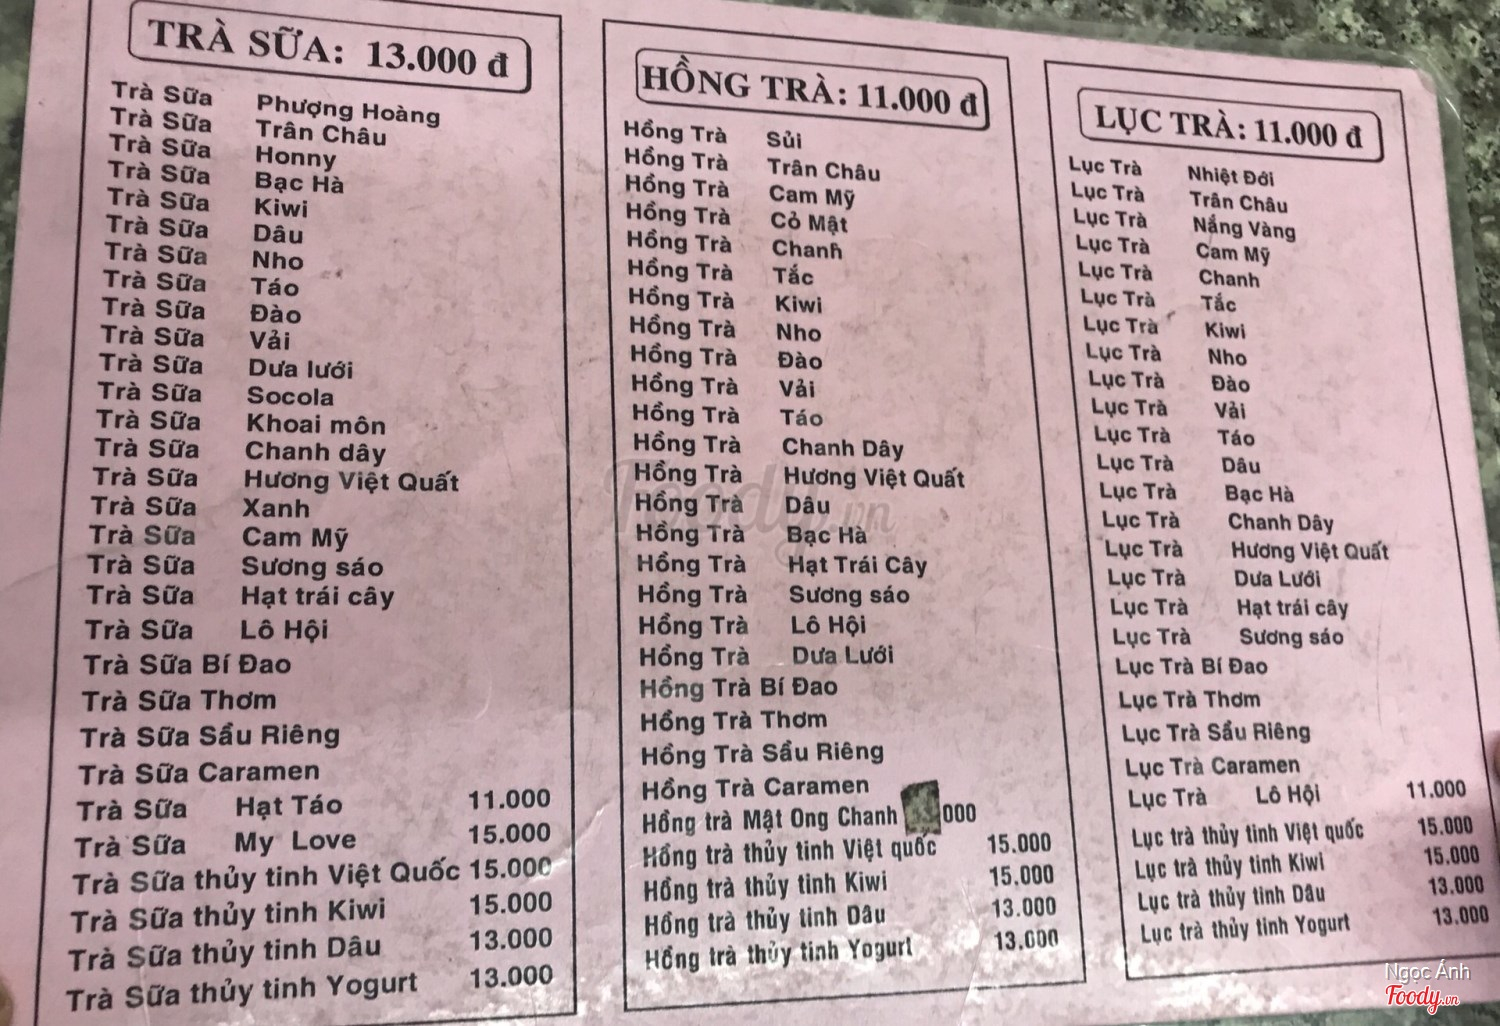 TRÀ SỮA: 13.000 đ
Trà Sữa Phượng Hoàng
Trà Sữa Trân Châu
Trà Sữa Honny
Trà Sữa Bạc Hà
Trà Sữa Kiwi
Trà Sữa Dâu
Trà Sữa Nho
Trà Sữa Táo
Trà Sữa Đào
Trà Sữa Vải
Trà Sữa Dưa lưới
Trà Sữa Socola
Trà Sữa Khoai môn
Trà Sữa Chanh dây
Trà Sữa Hương Việt Quất
Trà Sữa Xanh
Trà Sữa Cam Mỹ
Trà Sữa Sương sáo
Trà Sữa Hạt trái cây
Trà Sữa Lô Hội
Trà Sữa Bí Đao
Trà Sữa Thơm
Trà Sữa Sầu Riêng
Trà Sữa Caramen
Trà Sữa Hạt Táo 11.000
Trà Sữa My Love 15.000
Trà Sữa thủy tinh Việt Quốc 15.000
Trà Sữa thủy tinh Kiwi 15.000
Trà Sữa thủy tinh Dâu 13.000
Trà Sữa thủy tinh Yogurt 13.000
HỒNG TRÀ: 11.000 đ
Hồng Trà Sủi
Hồng Trà Trân Châu
Hồng Trà Cam Mỹ
Hồng Trà Cỏ Mật
Hồng Trà Chanh
Hồng Trà Tắc
Hồng Trà Kiwi
Hồng Trà Nho
Hồng Trà Đào
Hồng Trà Vải
Hồng Trà Táo
Hồng Trà Chanh Dây
Hồng Trà Hương Việt Quất
Hồng Trà Dâu
Hồng Trà Bạc Hà
Hồng Trà Hạt Trái Cây
Hồng Trà Sương sáo
Hồng Trà Lô Hội
Hồng Trà Dưa Lưới
Hồng Trà Bí Đao
Hồng Trà Thơm
Hồng Trà Sầu Riêng
Hồng Trà Caramen
Hồng trà Mật Ong Chanh 000
Hồng trà thủy tinh Việt quốc 15.000
Hồng trà thủy tinh Kiwi 15.000
Hồng trà thủy tinh Dâu 13.000
Hồng trà thủy tinh Yogurt 13.000
LỤC TRÀ: 11.000 đ
Lục Trà Nhiệt Đới
Lục Trà Trân Châu
Lục Trà Nắng Vàng
Lục Trà Cam Mỹ
Lục Trà Chanh
Lục Trà Tắc
Lục Trà Kiwi
Lục Trà Nho
Lục Trà Đào
Lục Trà Vải
Lục Trà Táo
Lục Trà Dâu
Lục Trà Bạc Hà
Lục Trà Chanh Dây
Lục Trà Hương Việt Quất
Lục Trà Dưa Lưới
Lục Trà Hạt trái cây
Lục Trà Sương sáo
Lục Trà Bí Đao
Lục Trà Thơm
Lục Trà Sầu Riêng
Lục Trà Caramen
Lục Trà Lô Hội 11.000
Lục trà thủy tinh Việt quốc 15.000
Lục trà thủy tinh Kiwi 15.000
Lục trà thủy tinh Dâu 13.000
Lục trà thủy tinh Yogurt 13.000
Foody.vn
Ngọc Ánh
Foody.vn